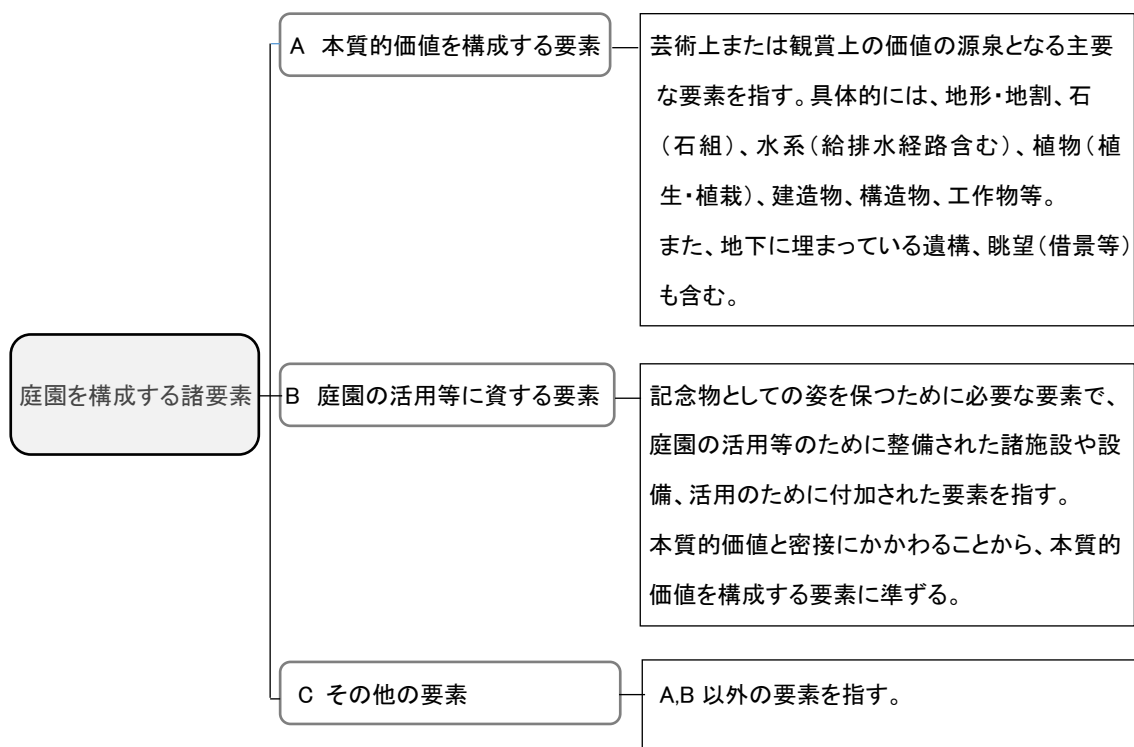 A 本質的価値を構成する要素
芸術上または観賞上の価値の源泉となる主要
な要素を指す。具体的には、地形・地割、石
(石組)、水系(給排水経路含む)、植物(植
生・植栽)、建造物、構造物、工作物等。
また、地下に埋まっている遺構、眺望(借景等)
も含む。
庭園を構成する諸要素
B 庭園の活用等に資する要素
記念物としての姿を保つために必要な要素で、
庭園の活用等のために整備された諸施設や設
備、活用のために付加された要素を指す。
本質的価値と密接にかかわることから、本質的
価値を構成する要素に準ずる。
C その他の要素
A,B 以外の要素を指す。